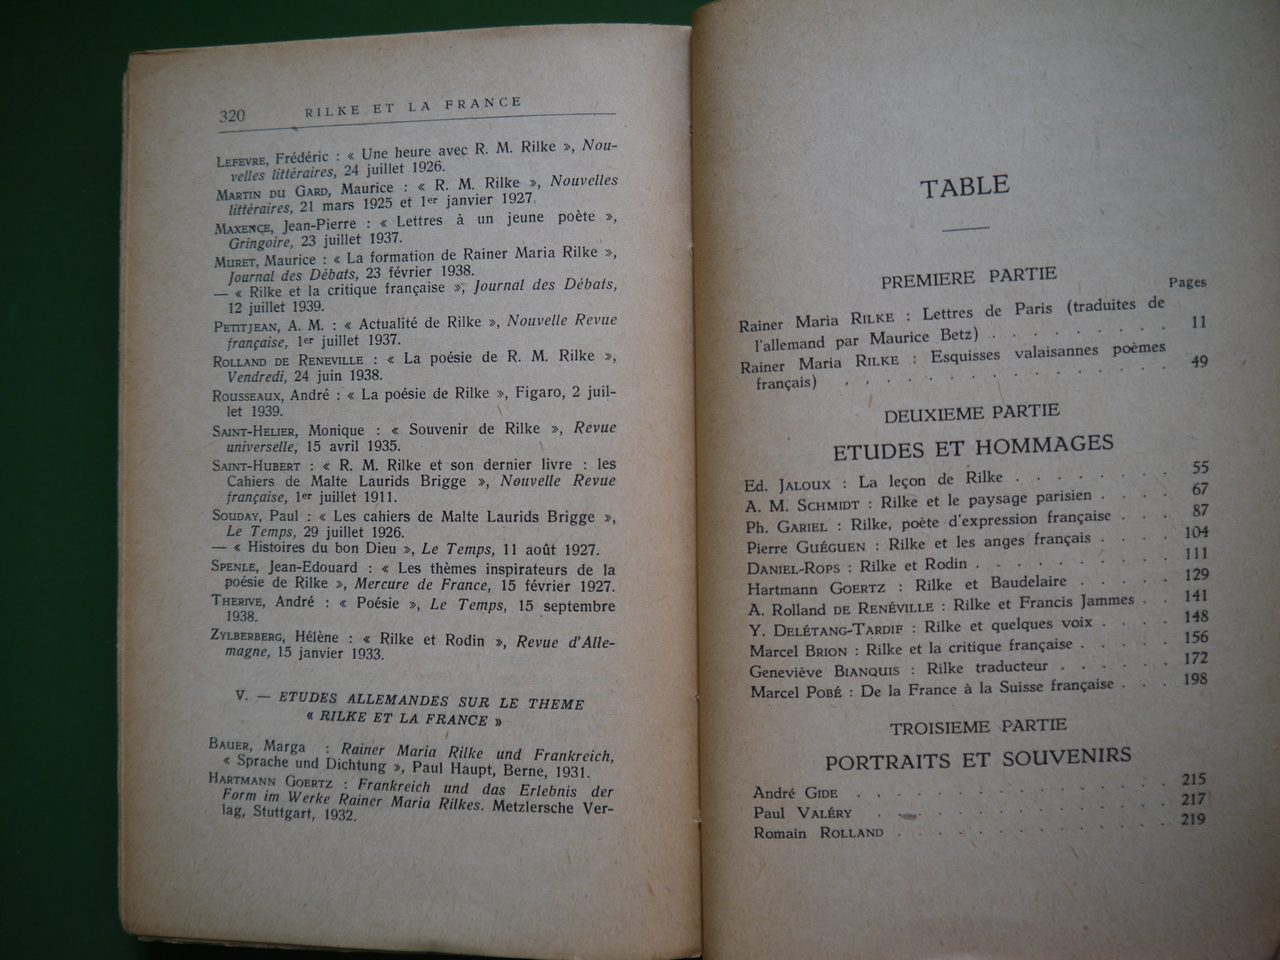 320 RILKE ET LA FRANCE
LEFEVRE, Frédéric : « Une heure avec R. M. Rilke », Nou-
velles littéraires, 24 juillet 1926.
MARTIN DU GARD, Maurice : « R. M. Rilke », Nouvelles
littéraires, 21 mars 1925 et 1er janvier 1927.
MAXENCE, Jean-Pierre : « Lettres à un jeune poète »,
Gringoire, 23 juillet 1937.
MURET, Maurice : « La formation de Rainer Maria Rilke »,
Journal des Débats, 23 février 1938.
— « Rilke et la critique française », Journal des Débats,
12 juillet 1939.
PETITJEAN, A. M. : « Actualité de Rilke », Nouvelle Revue
française, 1er juillet 1937.
ROLLAND DE RENEVILLE : « La poésie de R. M. Rilke »,
Vendredi, 24 juin 1938.
ROUSSEAUX, André : « La poésie de Rilke », Figaro, 2 juil-
let 1939.
SAINT-HELIER, Monique : « Souvenir de Rilke », Revue
universelle, 15 avril 1935.
SAINT-HUBERT : « R. M. Rilke et son dernier livre : les
Cahiers de Malte Laurids Brigge », Nouvelle Revue
française, 1er juillet 1911.
SOUDAY, Paul : « Les cahiers de Malte Laurids Brigge »,
Le Temps, 29 juillet 1926.
— « Histoires du bon Dieu », Le Temps, 11 août 1927.
SPENLE, Jean-Edouard : « Les thèmes inspirateurs de la
poésie de Rilke », Mercure de France, 15 février 1927.
THERIVE, André : « Poésie », Le Temps, 15 septembre
1938.
ZYLBERBERG, Hélène : « Rilke et Rodin », Revue d'Alle-
magne, 15 janvier 1933.
V. — ETUDES ALLEMANDES SUR LE THEME
« RILKE ET LA FRANCE »
BAUER, Marga : Rainer Maria Rilke und Frankreich,
« Sprache und Dichtung », Paul Haupt, Berne, 1931.
HARTMANN GOERTZ : Frankreich und das Erlebnis der
Form im Werke Rainer Maria Rilkes. Metzlersche Ver-
lag, Stuttgart, 1932.
TABLE
PREMIERE PARTIE
Pages
Rainer Maria RILKE : Lettres de Paris (traduites de
l'allemand par Maurice Betz) . . . . . . . . 11
Rainer Maria RILKE : Esquisses valaisannes poèmes
français) . . . . . . . . . . . . . . . . 49
DEUXIEME PARTIE
ETUDES ET HOMMAGES
Ed. JALOUX : La leçon de Rilke . . . . . . . . 55
A. M. SCHMIDT : Rilke et le paysage parisien . . . . 67
Ph. GARIEL : Rilke, poète d'expression française . . . 87
Pierre GUÉGUEN : Rilke et les anges français . . . . 104
DANIEL-ROPS : Rilke et Rodin . . . . . . . . . . 111
Hartmann GOERTZ : Rilke et Baudelaire . . . . . 129
A. Rolland DE RENÉVILLE : Rilke et Francis Jammes . . 141
Y. DELÉTANG-TARDIF : Rilke et quelques voix . . . . 148
Marcel BRION : Rilke et la critique française . . . . . 156
Geneviève BIANQUIS : Rilke traducteur . . . . . . 172
Marcel POBÉ : De la France à la Suisse française . . . 198
TROISIEME PARTIE
PORTRAITS ET SOUVENIRS
André GIDE . . . . . . . . . . . . . . . 215
Paul VALÉRY . . . . . . . . . . . . . . 217
Romain ROLLAND . . . . . . . . . . . . . 219